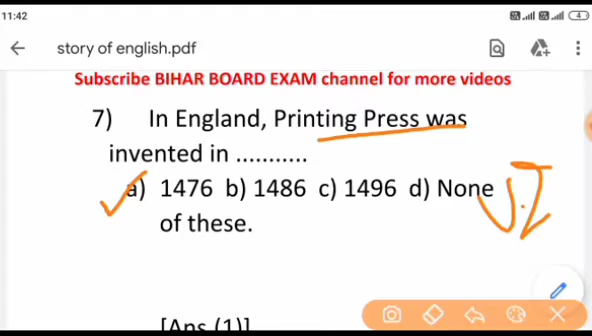 11:42
4
story of english.pdf
Subscribe BIHAR BOARD EXAM channel for more videos
7) In England, Printing Press was
invented in ...........
a) 1476 b) 1486 c) 1496 d) None
of these.
[Ans (1)]